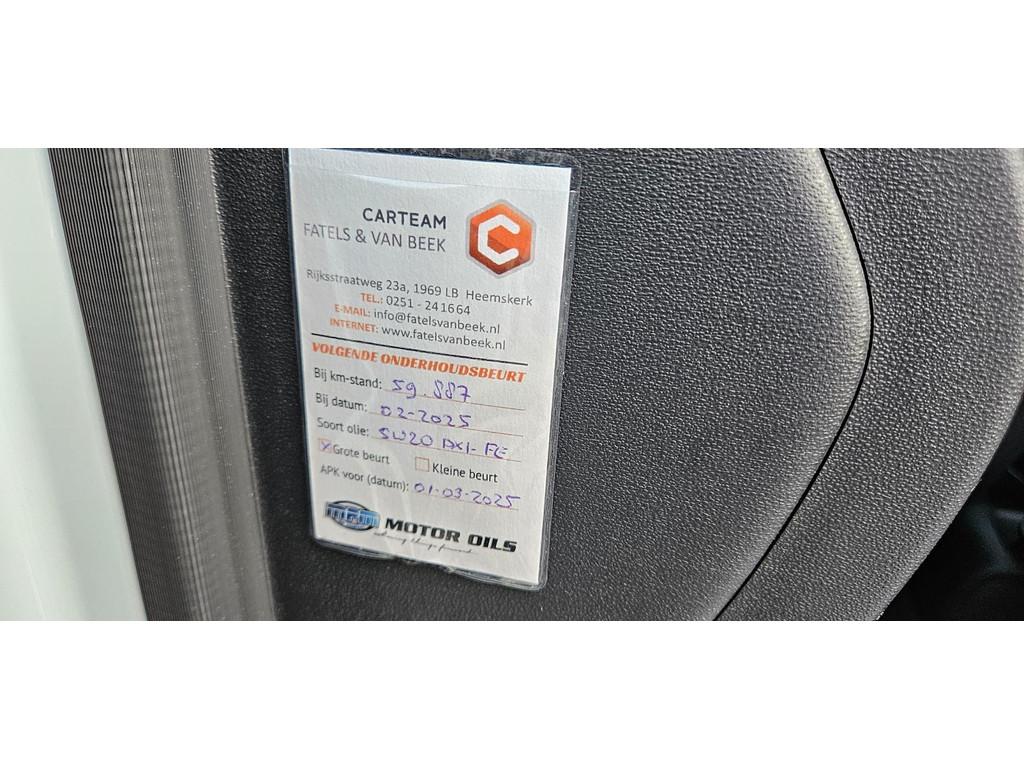 CARTEAM
FATELS & VAN BEEK
Rijksstraatweg 23a, 1969 LB Heemskerk
TEL.: 0251 - 241664
E-MAIL: info@fatelsvanbeek.nl
INTERNET: www.fatelsvanbeek.nl
VOLGENDE ONDERHOUDSBEURT
Bij km-stand: 59.887
Bij datum: 02-2025
Soort olie: 5W20 AXL-FE
Grote beurt Kleine beurt
APK voor (datum): 01-03-2025
MOTOR OILS